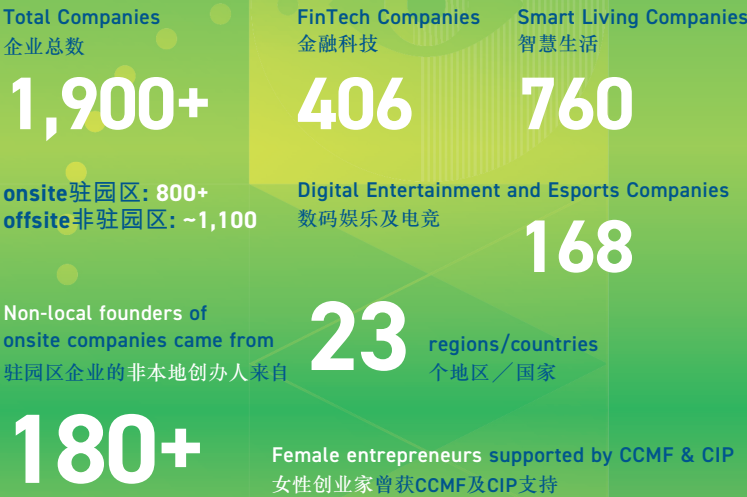 Total Companies
企业总数
1,900+
onsite驻园区: 800+
offsite非驻园区: ~1,100
FinTech Companies
金融科技
406
Smart Living Companies
智慧生活
760
Digital Entertainment and Esports Companies
数码娱乐及电竞
168
Non-local founders of
onsite companies came from
驻园区企业的非本地创办人来自
23
regions/countries
个地区／国家
180+
Female entrepreneurs supported by CCMF & CIP
女性创业家曾获CCMF及CIP支持